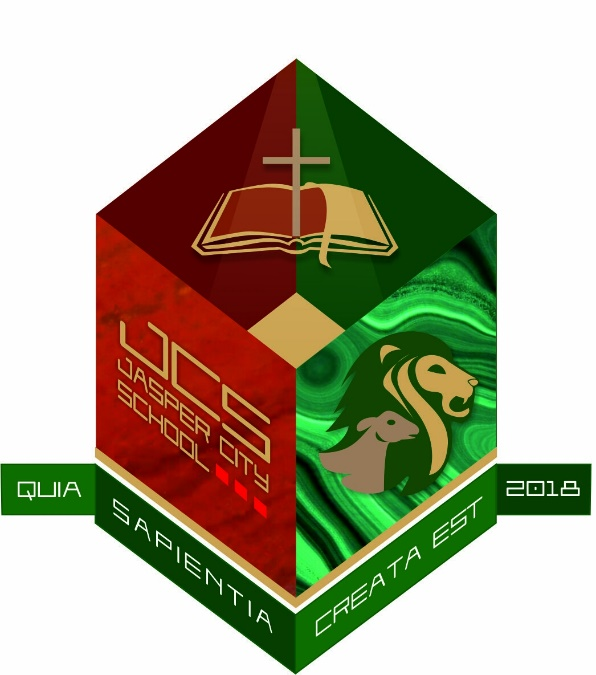 JCS
JASPER CITY
SCHOOL
QUIA
SAPIENTIA
CREATA EST
2018